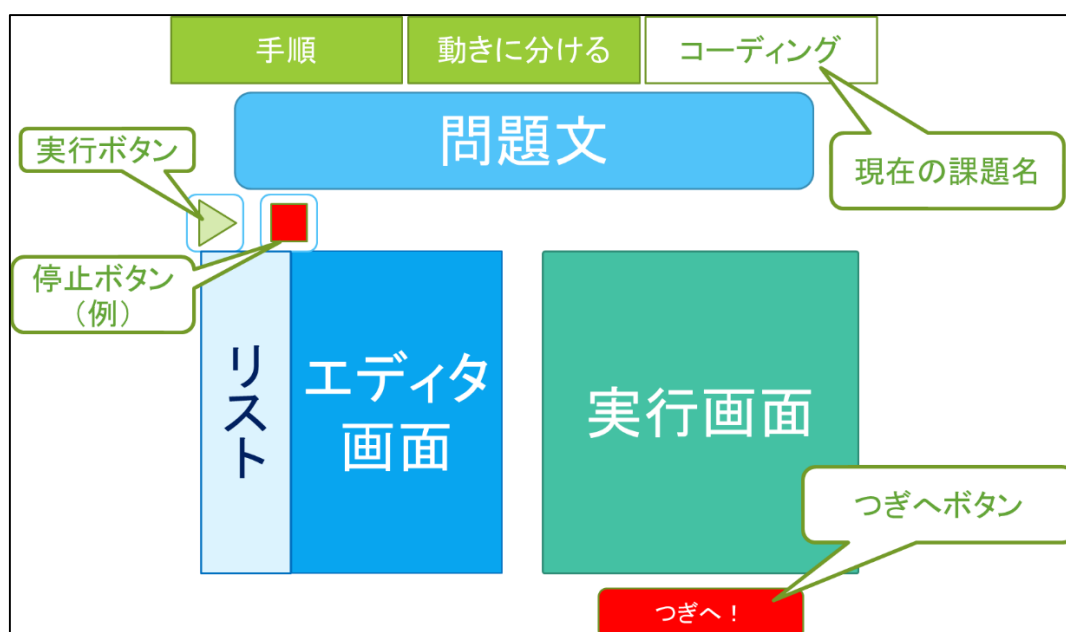 手順
動きに分ける
コーディング
問題文
実行ボタン
現在の課題名
停止ボタン
（例）
リスト
エディタ
画面
実行画面
つぎへボタン
つぎへ！